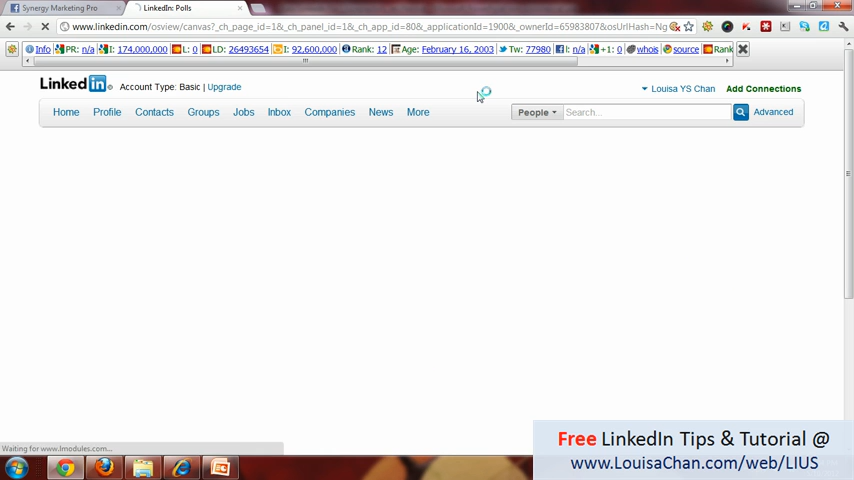 Synergy Marketing Pro
LinkedIn: Polls
www.linkedin.com/osview/canvas?_ch_page_id=1&_ch_panel_id=1&_ch_app_id=80&_applicationId=1900&_ownerId=65983807&osUrlHash=Ng
Info PR: n/a I: 174,000,000 L: 0 LD: 26493654 I: 92,600,000 Rank: 12 Age: February 16, 2003 Tw: 77980 l: n/a +1: 0 whois source Rank
LinkedIn Account Type: Basic | Upgrade
Louisa YS Chan Add Connections
Home Profile Contacts Groups Jobs Inbox Companies News More People Search... Advanced
Waiting for www.lmodules.com...
Free LinkedIn Tips & Tutorial @
www.LouisaChan.com/web/LIUS